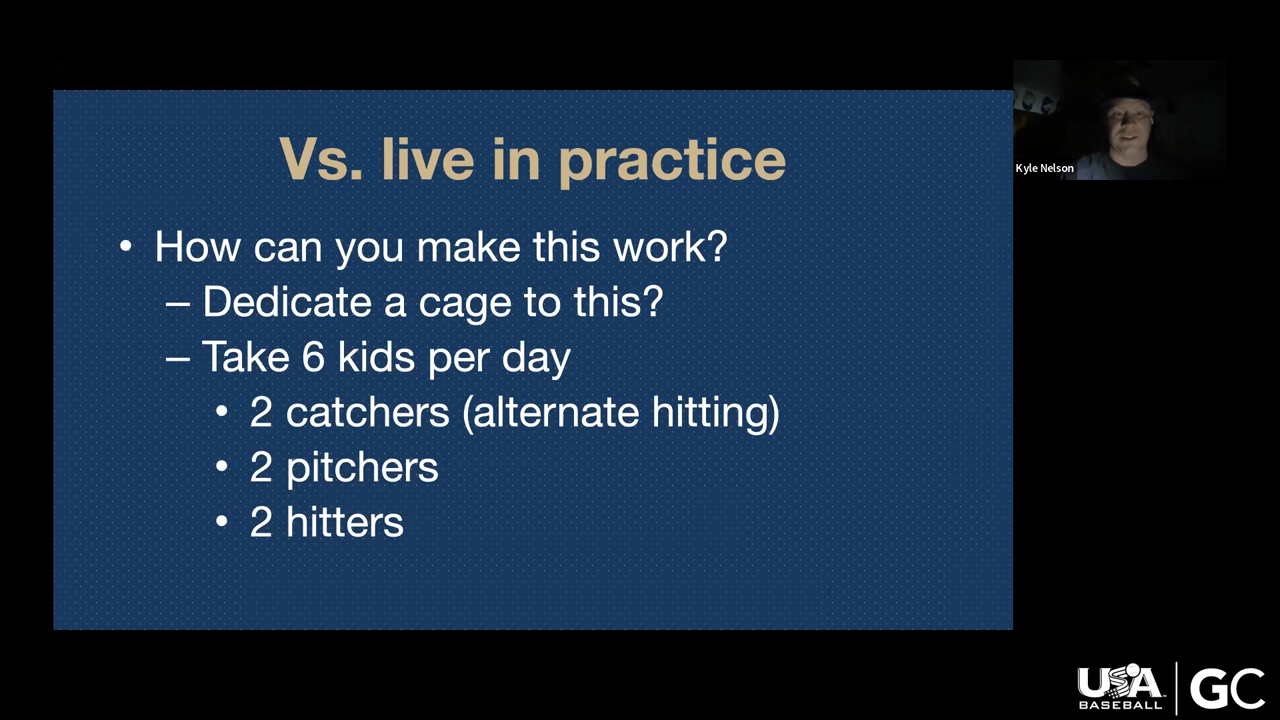 Vs. live in practice
• How can you make this work?
– Dedicate a cage to this?
– Take 6 kids per day
• 2 catchers (alternate hitting)
• 2 pitchers
• 2 hitters
Kyle Nelson
USA
BASEBALL
GC